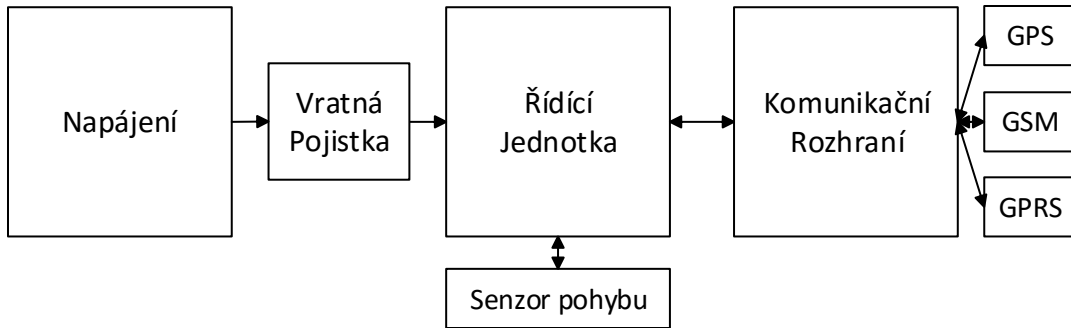 Napájení
Vratná
Pojistka
Řídící
Jednotka
Komunikační
Rozhraní
GPS
GSM
GPRS
Senzor pohybu